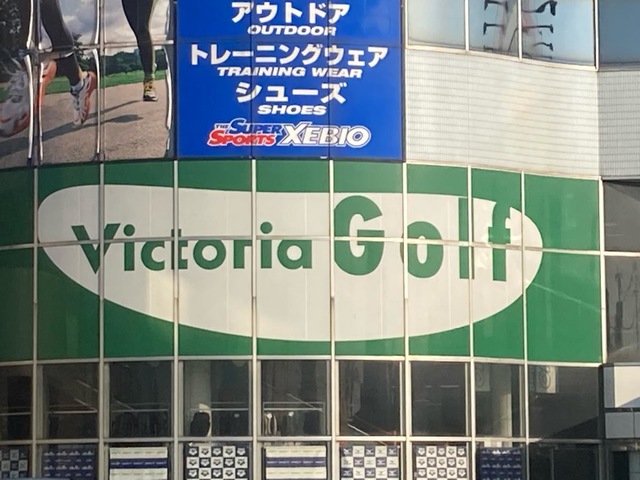 アウトドア
OUTDOOR
トレーニングウェア
TRAINING WEAR
シューズ
SHOES
THE SUPER SPORTS XEBIO
Victoria Golf